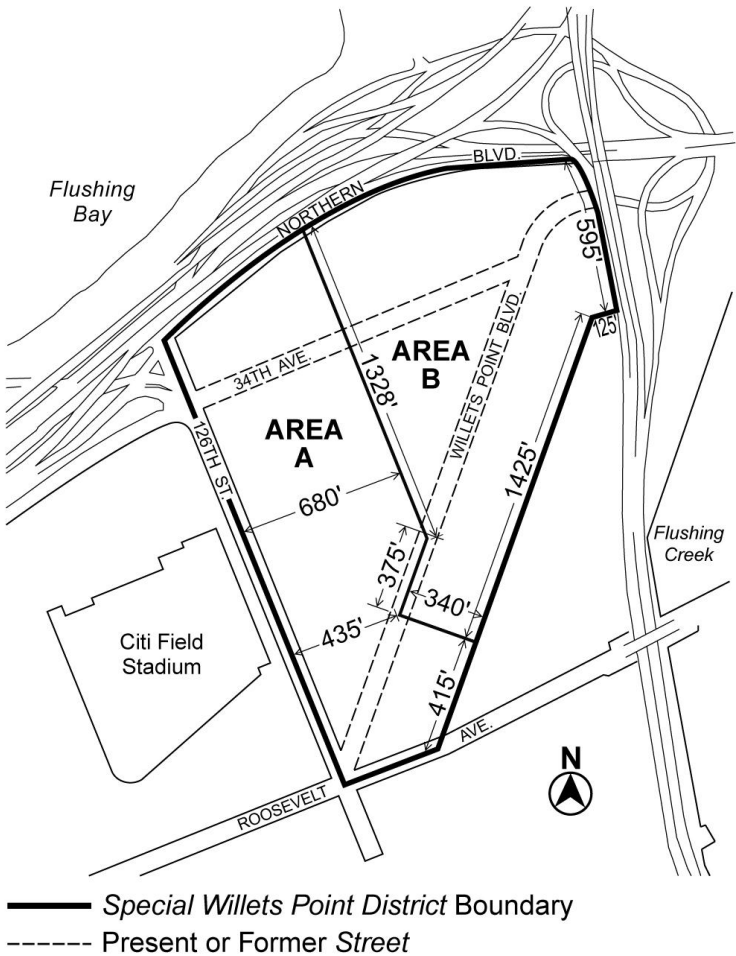 BLVD.
Flushing
Bay
NORTHERN
595'
125'
34TH AVE.
AREA
B
1328'
WILLETS POINT BLVD.
AREA
A
126TH ST.
680'
1425'
Flushing
Creek
375'
340'
435'
Citi Field
Stadium
415'
AVE.
N
ROOSEVELT
Special Willets Point District Boundary
Present or Former Street